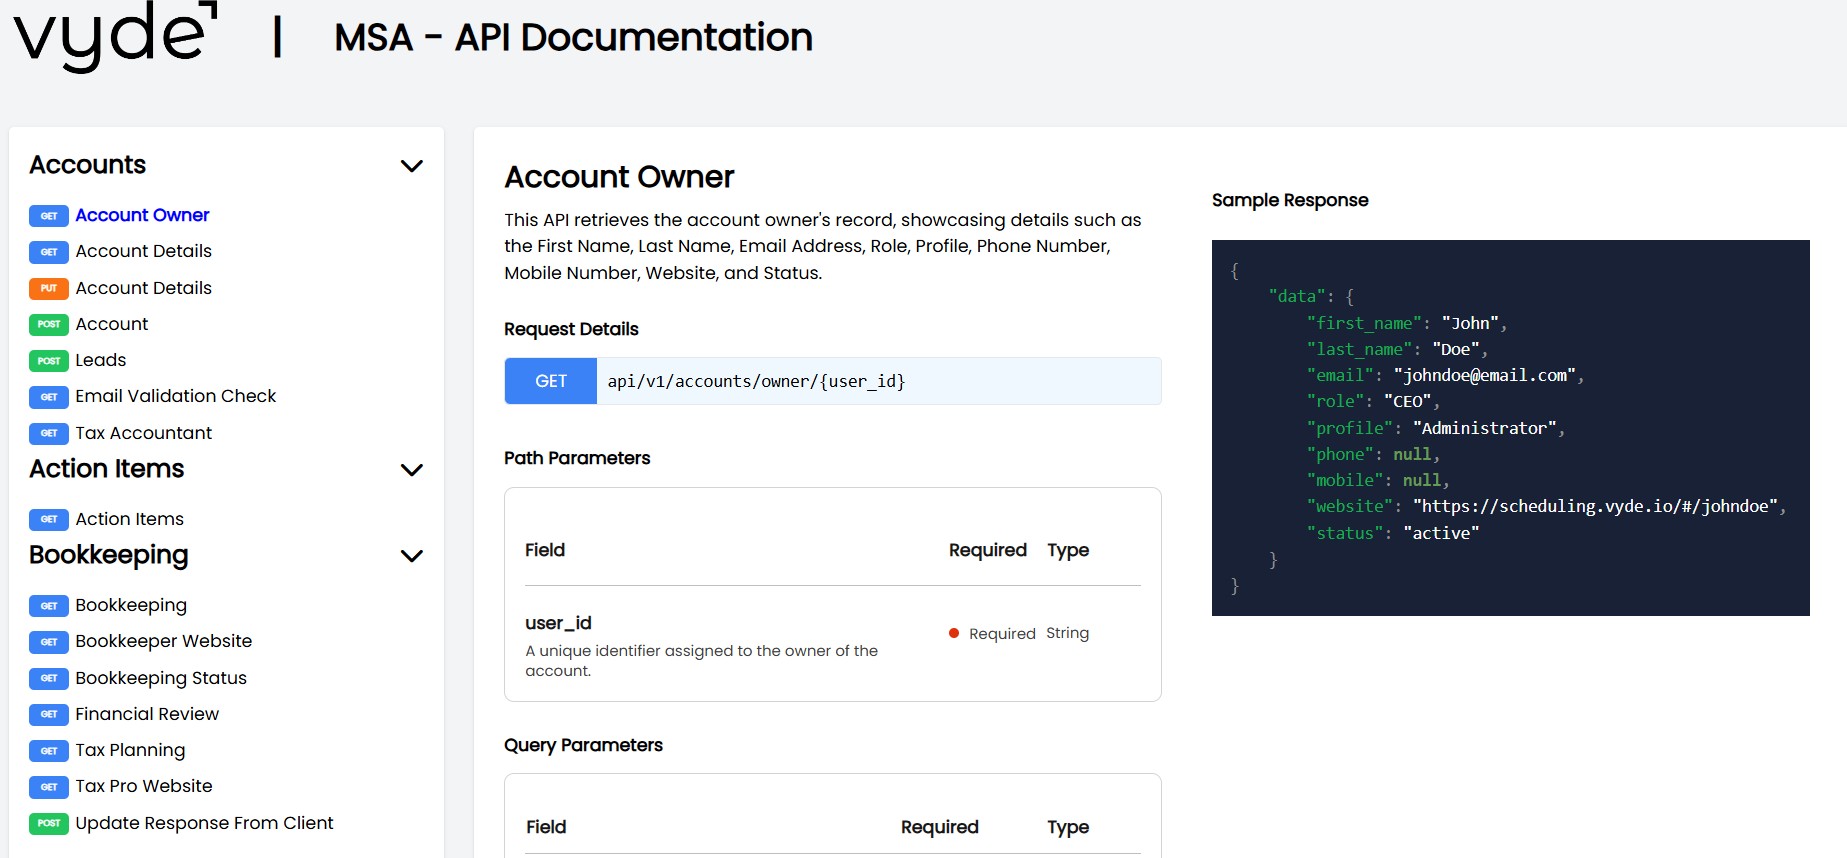 vyde | MSA - API Documentation
Accounts
GET Account Owner
GET Account Details
PUT Account Details
POST Account
POST Leads
GET Email Validation Check
GET Tax Accountant
Action Items
GET Action Items
Bookkeeping
GET Bookkeeping
GET Bookkeeper Website
GET Bookkeeping Status
GET Financial Review
GET Tax Planning
GET Tax Pro Website
POST Update Response From Client
Account Owner
This API retrieves the account owner's record, showcasing details such as
the First Name, Last Name, Email Address, Role, Profile, Phone Number,
Mobile Number, Website, and Status.
Request Details
GET api/v1/accounts/owner/{user_id}
Path Parameters
Field Required Type
user_id
A unique identifier assigned to the owner of the
account.
Required String
Query Parameters
Field Required Type
Sample Response
{
"data": {
"first_name": "John",
"last_name": "Doe",
"email": "johndoe@email.com",
"role": "CEO",
"profile": "Administrator",
"phone": null,
"mobile": null,
"website": "https://scheduling.vyde.io/#/johndoe",
"status": "active"
}
}